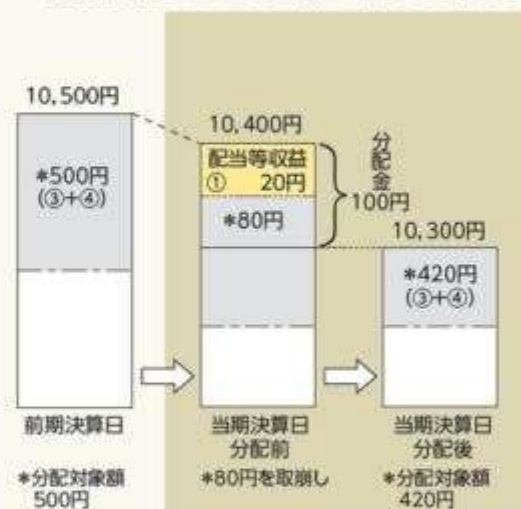 10,500円
*500円
(③+④)
前期決算日
*分配対象額
500円
10,400円
配当等収益
① 20円
*80円
分配金
100円
当期決算日
分配前
*80円を取崩し
10,300円
*420円
(③+④)
当期決算日
分配後
*分配対象額
420円